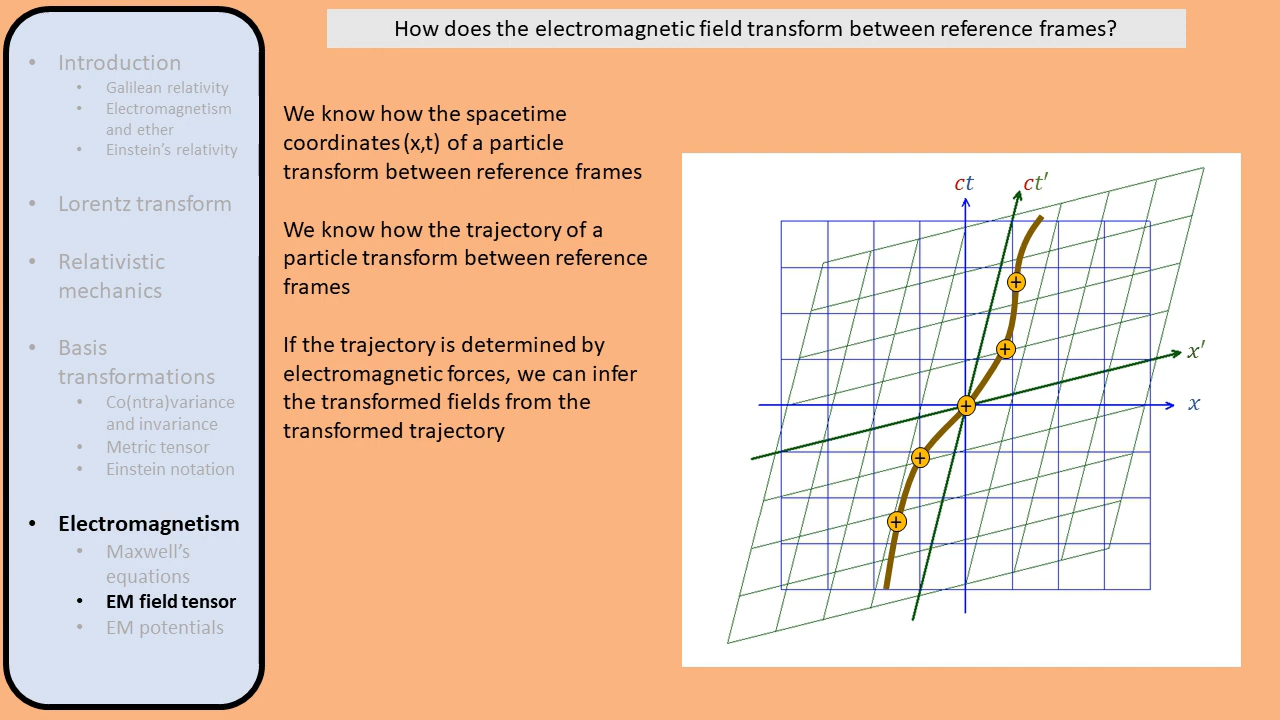 How does the electromagnetic field transform between reference frames?
• Introduction
• Galilean relativity
• Electromagnetism
and ether
• Einstein's relativity
• Lorentz transform
• Relativistic
mechanics
• Basis
transformations
• Co(ntra)variance
and invariance
• Metric tensor
• Einstein notation
• Electromagnetism
• Maxwell's
equations
• EM field tensor
• EM potentials
We know how the spacetime
coordinates (x,t) of a particle
transform between reference frames
We know how the trajectory of a
particle transform between reference
frames
If the trajectory is determined by
electromagnetic forces, we can infer
the transformed fields from the
transformed trajectory
ct
ct′
+
+
x′
+
x
+
+